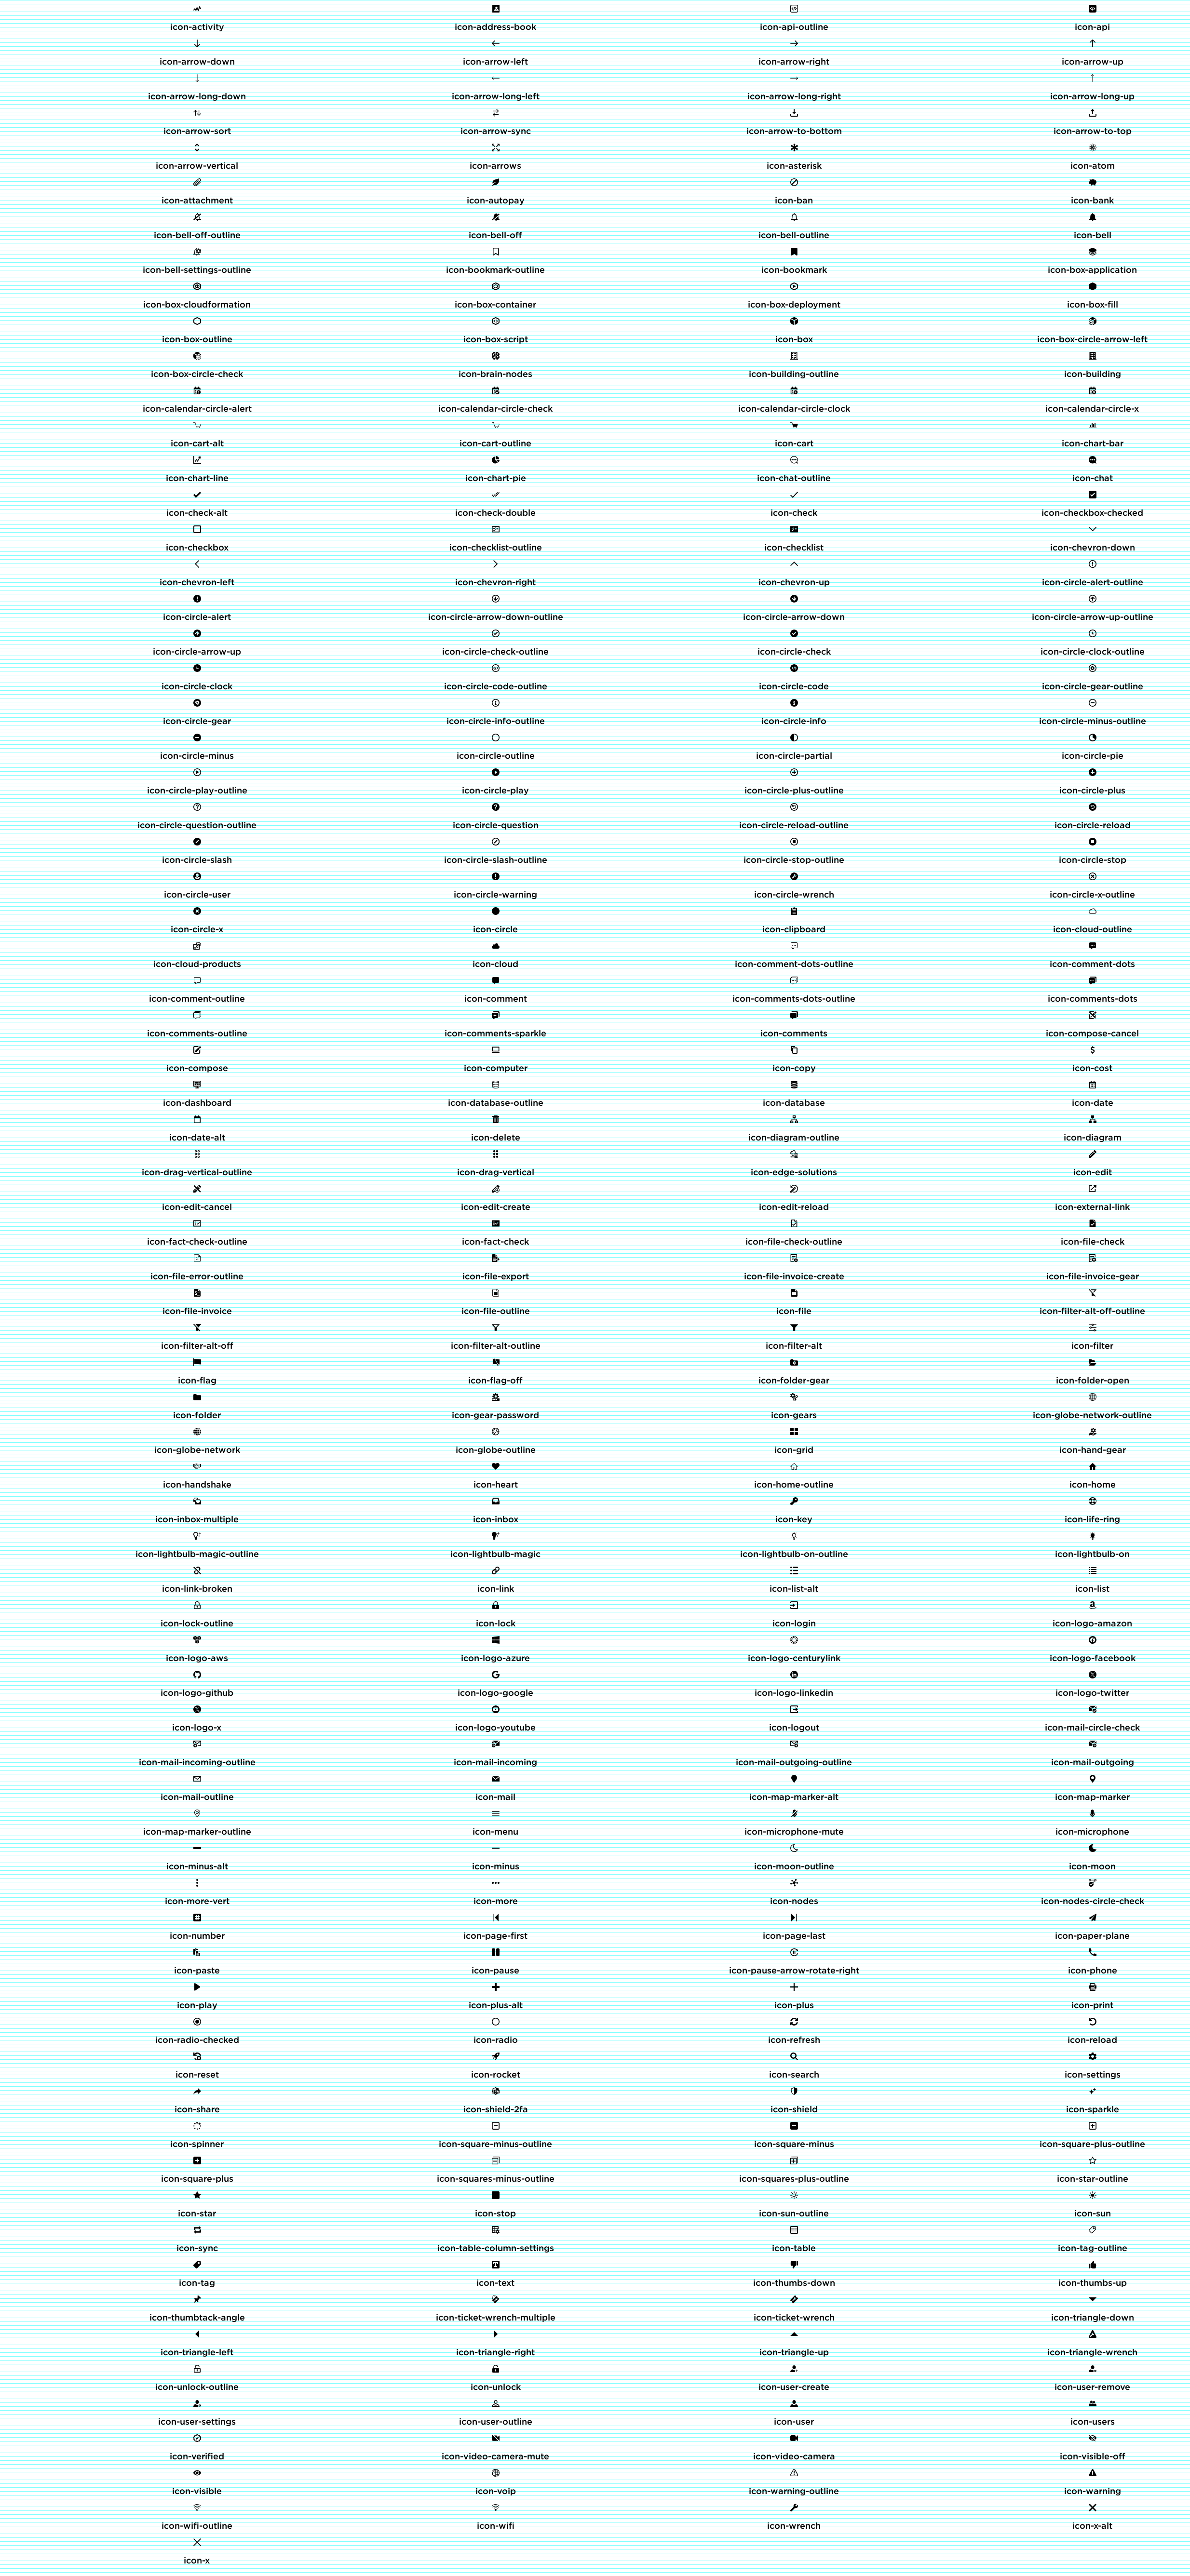 icon-activity icon-address-book icon-api-outline icon-api
icon-arrow-down icon-arrow-left icon-arrow-right icon-arrow-up
icon-arrow-long-down icon-arrow-long-left icon-arrow-long-right icon-arrow-long-up
icon-arrow-sort icon-arrow-sync icon-arrow-to-bottom icon-arrow-to-top
icon-arrow-vertical icon-arrows icon-asterisk icon-atom
icon-attachment icon-autopay icon-ban icon-bank
icon-bell-off-outline icon-bell-off icon-bell-outline icon-bell
icon-bell-settings-outline icon-bookmark-outline icon-bookmark icon-box-application
icon-box-cloudformation icon-box-container icon-box-deployment icon-box-fill
icon-box-outline icon-box-script icon-box icon-box-circle-arrow-left
icon-box-circle-check icon-brain-nodes icon-building-outline icon-building
icon-calendar-circle-alert icon-calendar-circle-check icon-calendar-circle-clock icon-calendar-circle-x
icon-cart-alt icon-cart-outline icon-cart icon-chart-bar
icon-chart-line icon-chart-pie icon-chat-outline icon-chat
icon-check-alt icon-check-double icon-check icon-checkbox-checked
icon-checkbox icon-checklist-outline icon-checklist icon-chevron-down
icon-chevron-left icon-chevron-right icon-chevron-up icon-circle-alert-outline
icon-circle-alert icon-circle-arrow-down-outline icon-circle-arrow-down icon-circle-arrow-up-outline
icon-circle-arrow-up icon-circle-check-outline icon-circle-check icon-circle-clock-outline
icon-circle-clock icon-circle-code-outline icon-circle-code icon-circle-gear-outline
icon-circle-gear icon-circle-info-outline icon-circle-info icon-circle-minus-outline
icon-circle-minus icon-circle-outline icon-circle-partial icon-circle-pie
icon-circle-play-outline icon-circle-play icon-circle-plus-outline icon-circle-plus
icon-circle-question-outline icon-circle-question icon-circle-reload-outline icon-circle-reload
icon-circle-slash icon-circle-slash-outline icon-circle-stop-outline icon-circle-stop
icon-circle-user icon-circle-warning icon-circle-wrench icon-circle-x-outline
icon-circle-x icon-circle icon-clipboard icon-cloud-outline
icon-cloud-products icon-cloud icon-comment-dots-outline icon-comment-dots
icon-comment-outline icon-comment icon-comments-dots-outline icon-comments-dots
icon-comments-outline icon-comments-sparkle icon-comments icon-compose-cancel
icon-compose icon-computer icon-copy icon-cost
icon-dashboard icon-database-outline icon-database icon-date
icon-date-alt icon-delete icon-diagram-outline icon-diagram
icon-drag-vertical-outline icon-drag-vertical icon-edge-solutions icon-edit
icon-edit-cancel icon-edit-create icon-edit-reload icon-external-link
icon-fact-check-outline icon-fact-check icon-file-check-outline icon-file-check
icon-file-error-outline icon-file-export icon-file-invoice-create icon-file-invoice-gear
icon-file-invoice icon-file-outline icon-file icon-filter-alt-off-outline
icon-filter-alt-off icon-filter-alt-outline icon-filter-alt icon-filter
icon-flag icon-flag-off icon-folder-gear icon-folder-open
icon-folder icon-gear-password icon-gears icon-globe-network-outline
icon-globe-network icon-globe-outline icon-grid icon-hand-gear
icon-handshake icon-heart icon-home-outline icon-home
icon-inbox-multiple icon-inbox icon-key icon-life-ring
icon-lightbulb-magic-outline icon-lightbulb-magic icon-lightbulb-on-outline icon-lightbulb-on
icon-link-broken icon-link icon-list-alt icon-list
icon-lock-outline icon-lock icon-login icon-logo-amazon
icon-logo-aws icon-logo-azure icon-logo-centurylink icon-logo-facebook
icon-logo-github icon-logo-google icon-logo-linkedin icon-logo-twitter
icon-logo-x icon-logo-youtube icon-logout icon-mail-circle-check
icon-mail-incoming-outline icon-mail-incoming icon-mail-outgoing-outline icon-mail-outgoing
icon-mail-outline icon-mail icon-map-marker-alt icon-map-marker
icon-map-marker-outline icon-menu icon-microphone-mute icon-microphone
icon-minus-alt icon-minus icon-moon-outline icon-moon
icon-more-vert icon-more icon-nodes icon-nodes-circle-check
icon-number icon-page-first icon-page-last icon-paper-plane
icon-paste icon-pause icon-pause-arrow-rotate-right icon-phone
icon-play icon-plus-alt icon-plus icon-print
icon-radio-checked icon-radio icon-refresh icon-reload
icon-reset icon-rocket icon-search icon-settings
icon-share icon-shield-2fa icon-shield icon-sparkle
icon-spinner icon-square-minus-outline icon-square-minus icon-square-plus-outline
icon-square-plus icon-squares-minus-outline icon-squares-plus-outline icon-star-outline
icon-star icon-stop icon-sun-outline icon-sun
icon-sync icon-table-column-settings icon-table icon-tag-outline
icon-tag icon-text icon-thumbs-down icon-thumbs-up
icon-thumbtack-angle icon-ticket-wrench-multiple icon-ticket-wrench icon-triangle-down
icon-triangle-left icon-triangle-right icon-triangle-up icon-triangle-wrench
icon-unlock-outline icon-unlock icon-user-create icon-user-remove
icon-user-settings icon-user-outline icon-user icon-users
icon-verified icon-video-camera-mute icon-video-camera icon-visible-off
icon-visible icon-voip icon-warning-outline icon-warning
icon-wifi-outline icon-wifi icon-wrench icon-x-alt
icon-x